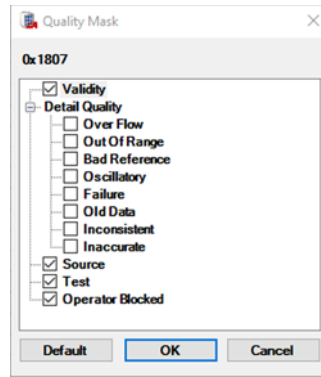 Quality Mask
0x1807
Validity
Detail Quality
Over Flow
Out Of Range
Bad Reference
Oscillatory
Failure
Old Data
Inconsistent
Inaccurate
Source
Test
Operator Blocked
Default OK Cancel